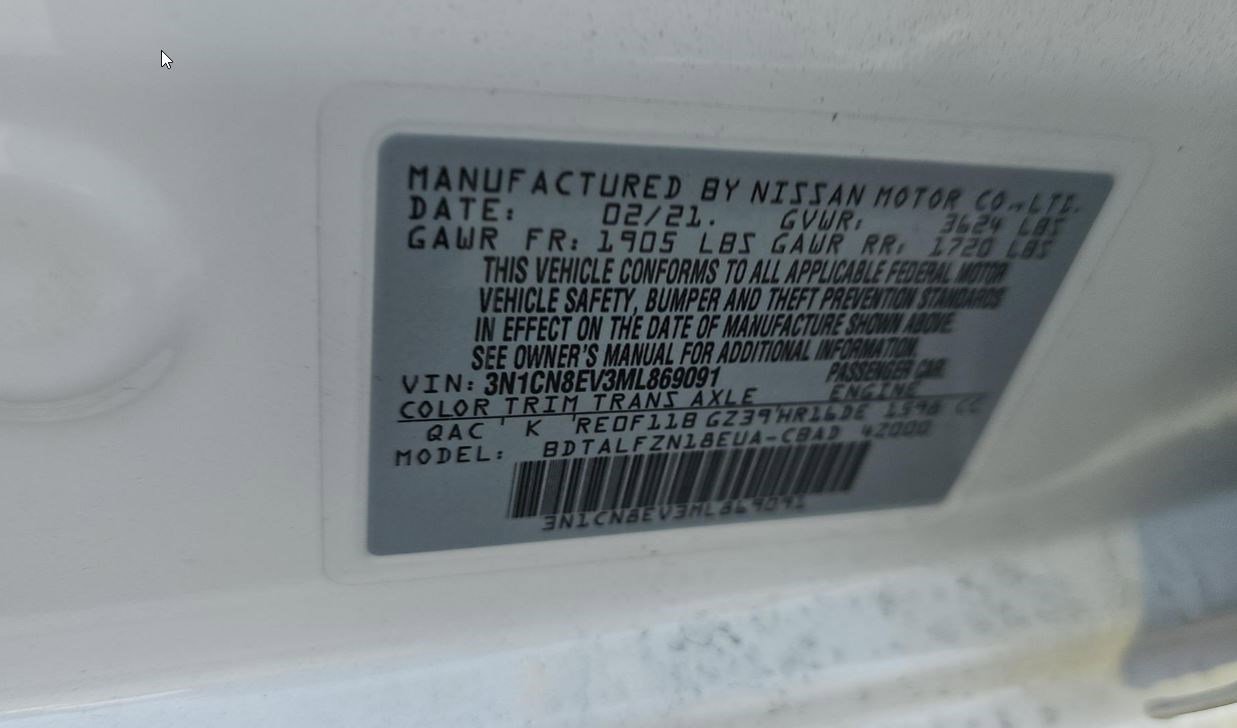 MANUFACTURED BY NISSAN MOTOR CO.,LTD.
DATE: 02/21. GVWR: 3624 LBS
GAWR FR: 1905 LBS GAWR RR: 1720 LBS
THIS VEHICLE CONFORMS TO ALL APPLICABLE FEDERAL MOTOR
VEHICLE SAFETY, BUMPER AND THEFT PREVENTION STANDARDS
IN EFFECT ON THE DATE OF MANUFACTURE SHOWN ABOVE.
SEE OWNER'S MANUAL FOR ADDITIONAL INFORMATION.
VIN: 3N1CN8EV3ML869091 PASSENGER CAR
COLOR TRIM TRANS AXLE ENGINE
QAC K RE0F11B GZ39 HR16DE 1598 CC
MODEL: BDTALFZN18EUA-CBAD 42000
3N1CN8EV3ML869091